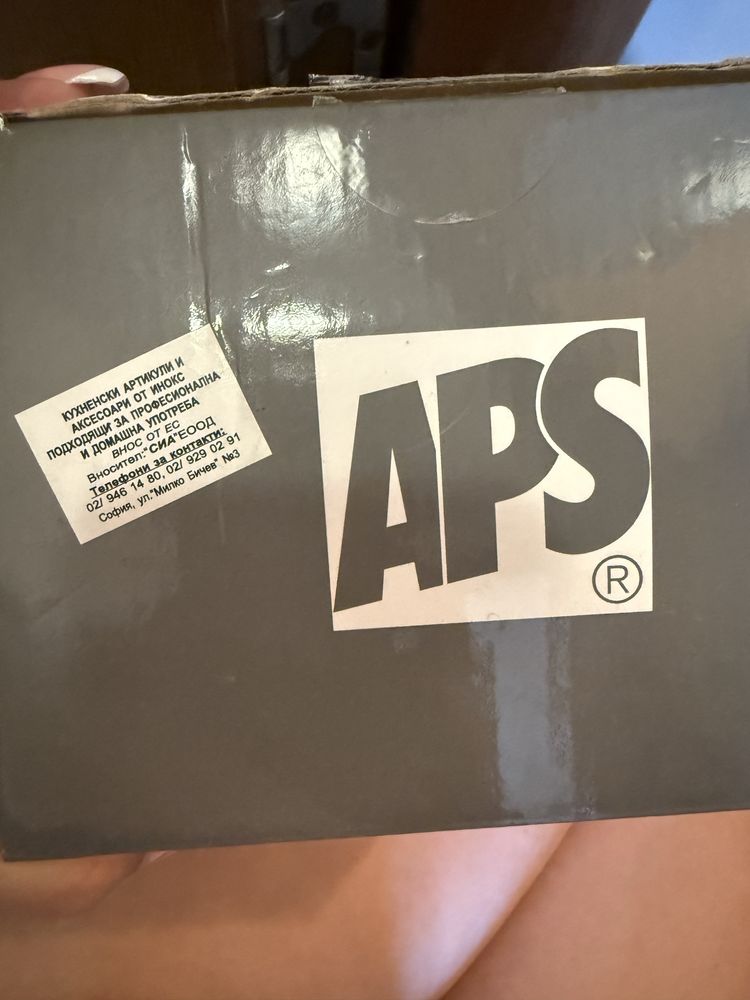 КУХНЕНСКИ АРТИКУЛИ И
АКСЕСОАРИ ОТ ИНОКС
ПОДХОДЯЩИ ЗА ПРОФЕСИОНАЛНА
И ДОМАШНА УПОТРЕБА
ВНОС ОТ ЕС
Вносител:"СИА"ЕООД
Телефони за контакти:
02/ 946 14 80, 02/ 929 02 91
София, ул."Милко Бичев" №3
APS
®